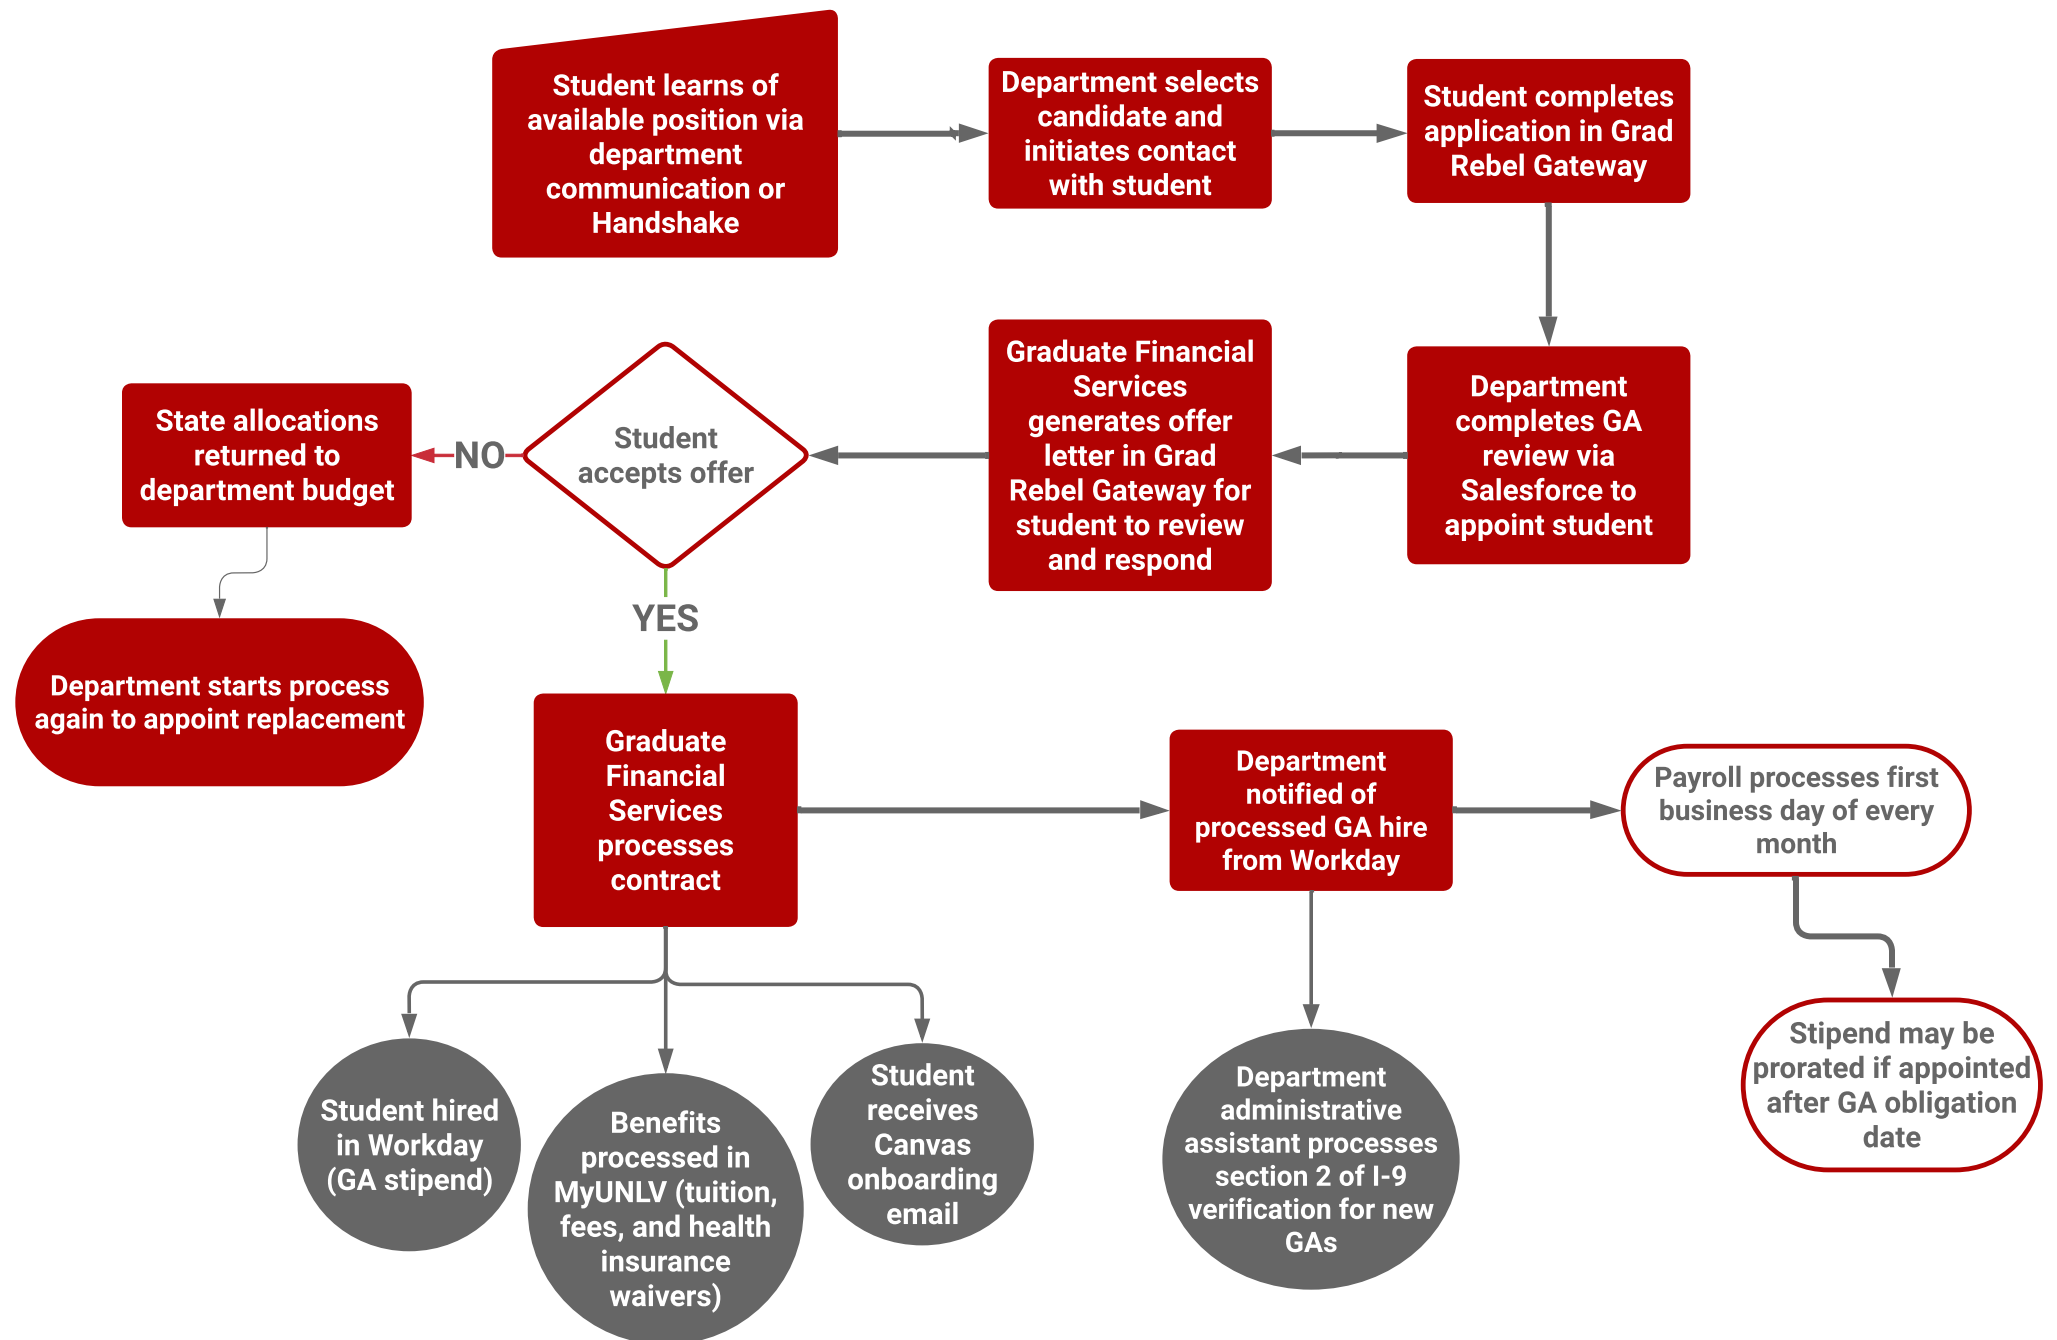 Student learns of
available position via
department
communication or
Handshake
Department selects
candidate and
initiates contact
with student
Student completes
application in Grad
Rebel Gateway
Department
completes GA
review via
Salesforce to
appoint student
Graduate Financial
Services
generates offer
letter in Grad
Rebel Gateway for
student to review
and respond
Student
accepts offer
NO
State allocations
returned to
department budget
Department starts process
again to appoint replacement
YES
Graduate
Financial
Services
processes
contract
Department
notified of
processed GA hire
from Workday
Payroll processes first
business day of every
month
Stipend may be
prorated if appointed
after GA obligation
date
Student hired
in Workday
(GA stipend)
Benefits
processed in
MyUNLV (tuition,
fees, and health
insurance
waivers)
Student
receives
Canvas
onboarding
email
Department
administrative
assistant processes
section 2 of I-9
verification for new
GAs